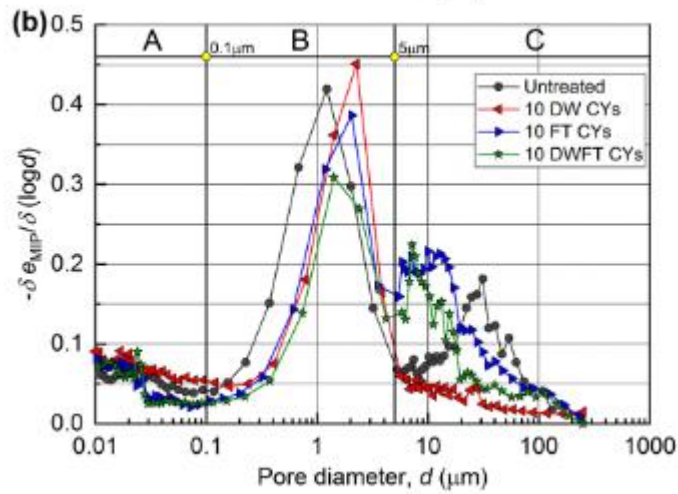 (b)
A B C
0.1μm 5μm
Untreated
10 DW CYs
10 FT CYs
10 DWFT CYs
-δ e_MIP/δ (logd)
0.5
0.4
0.3
0.2
0.1
0.0
0.01 0.1 1 10 100 1000
Pore diameter, d (μm)